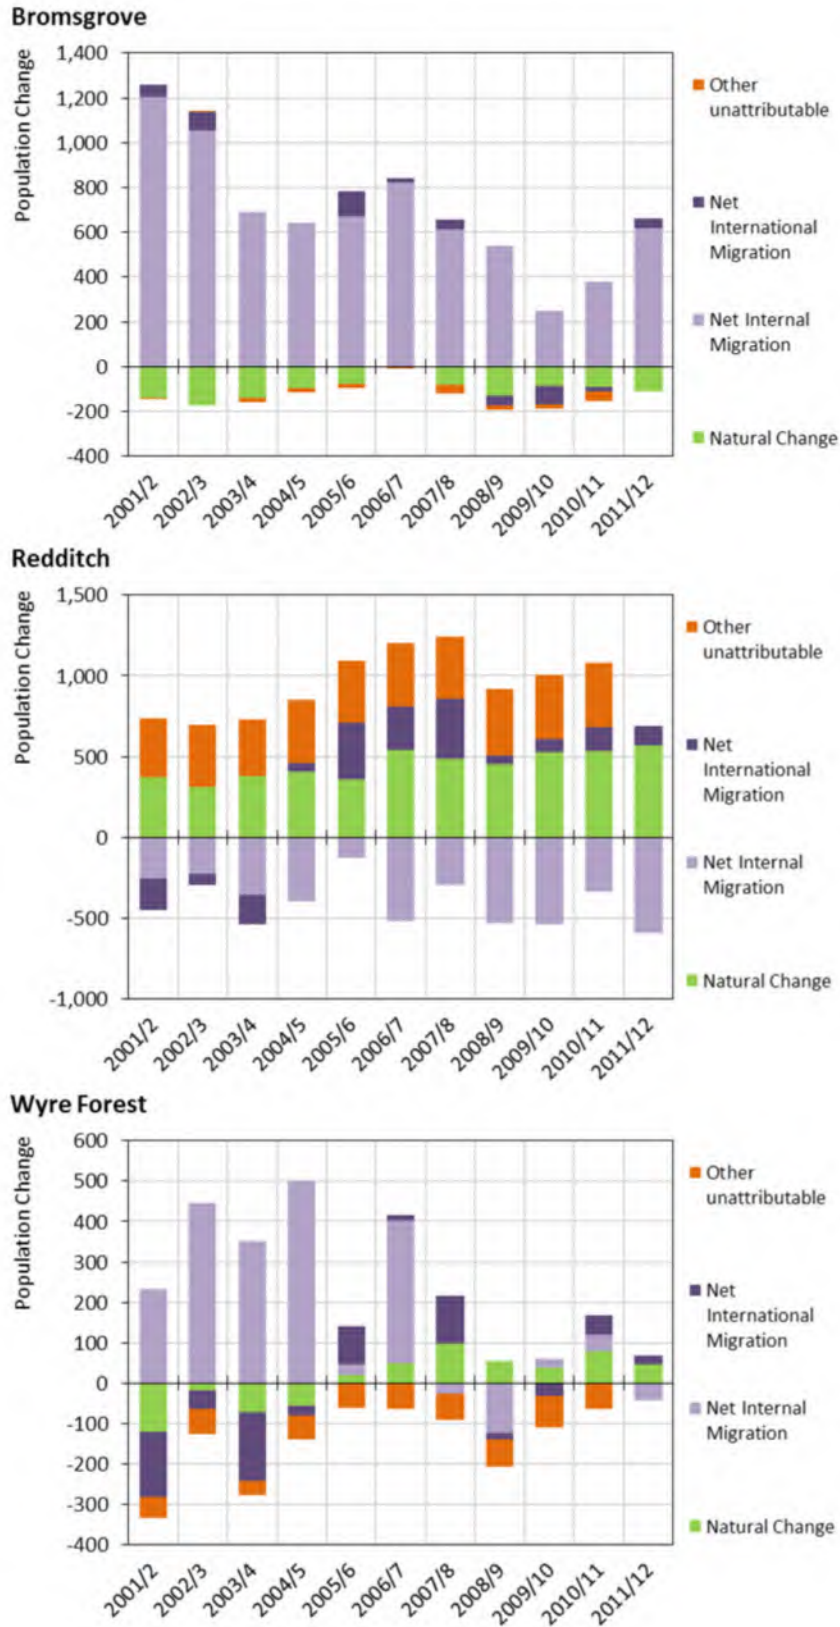 Bromsgrove
Population Change
1,400
1,200
1,000
800
600
400
200
0
-200
-400
2001/2
2002/3
2003/4
2004/5
2005/6
2006/7
2007/8
2008/9
2009/10
2010/11
2011/12
Other
unattributable
Net
International
Migration
Net Internal
Migration
Natural Change
Redditch
Population Change
1,500
1,000
500
0
-500
-1,000
2001/2
2002/3
2003/4
2004/5
2005/6
2006/7
2007/8
2008/9
2009/10
2010/11
2011/12
Other
unattributable
Net
International
Migration
Net Internal
Migration
Natural Change
Wyre Forest
Population Change
600
500
400
300
200
100
0
-100
-200
-300
-400
2001/2
2002/3
2003/4
2004/5
2005/6
2006/7
2007/8
2008/9
2009/10
2010/11
2011/12
Other
unattributable
Net
International
Migration
Net Internal
Migration
Natural Change